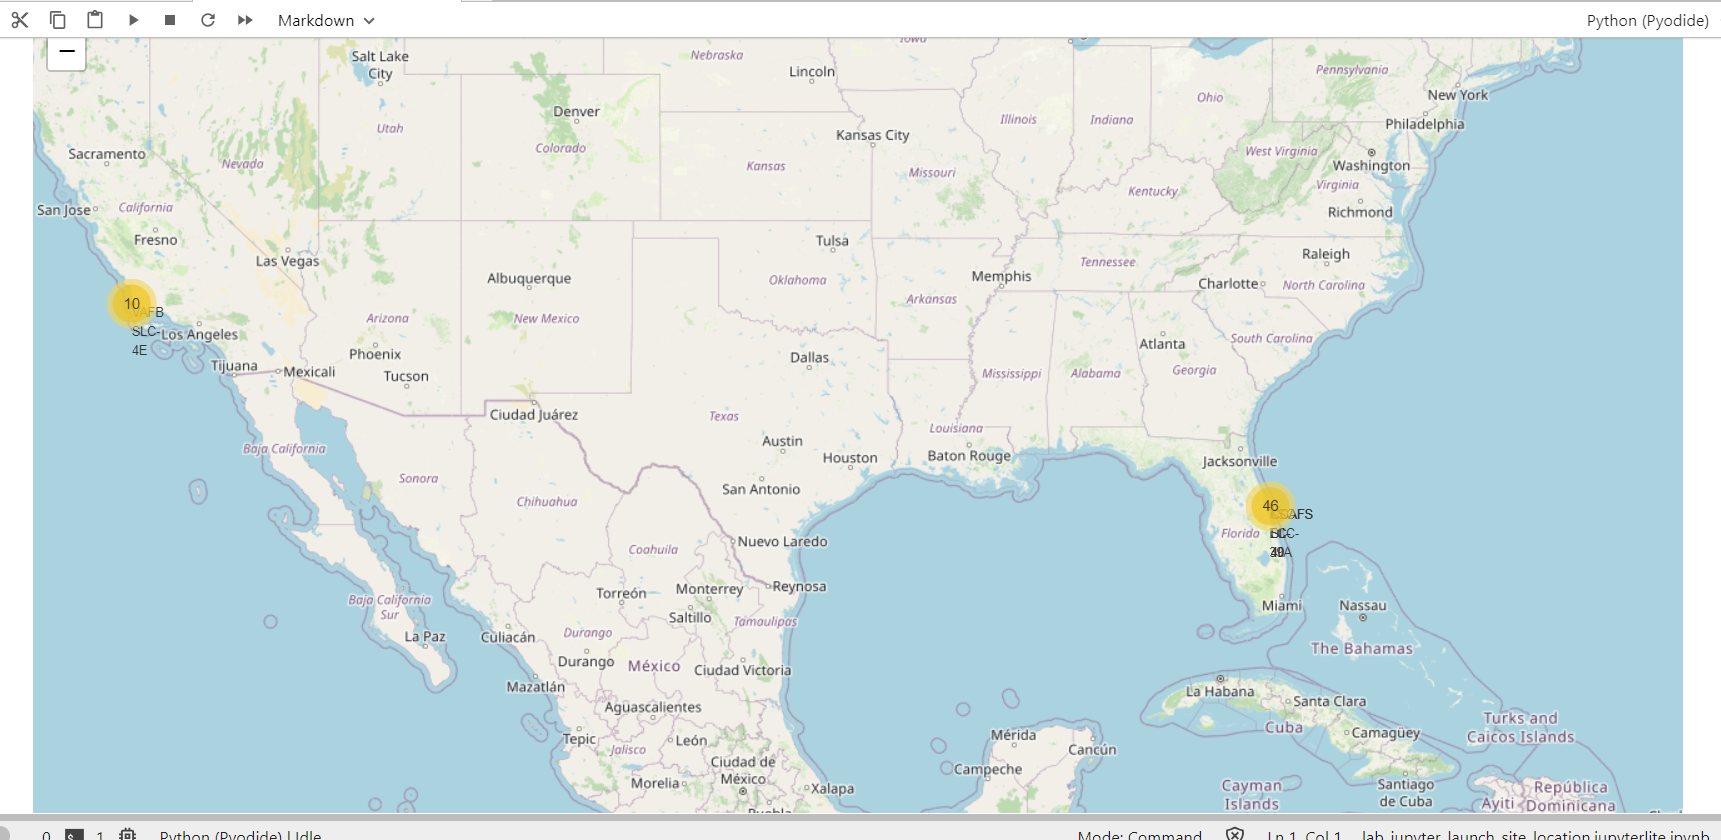 Markdown
Python (Pyodide)
Iowa
Salt Lake
City
Nebraska
Lincoln
Pennsylvania
New York
Denver
Ohio
Utah
Colorado
Kansas City
Illinois
Indiana
Philadelphia
Sacramento
Nevada
Kansas
Missouri
West Virginia
Washington
Kentucky
Virginia
San Jose
California
Richmond
Fresno
Las Vegas
Tulsa
Raleigh
Albuquerque
Oklahoma
Memphis
Tennessee
Charlotte
North Carolina
10
VAFB
SLC-
4E
Los Angeles
Arizona
New Mexico
Arkansas
South Carolina
Phoenix
Dallas
Atlanta
Tijuana
Mexicali
Tucson
Mississippi
Alabama
Georgia
Ciudad Juárez
Texas
Louisiana
Baja California
Austin
Houston
Baton Rouge
Jacksonville
Sonora
Chihuahua
San Antonio
46
Florida
Coahuila
Nuevo Laredo
Torreón
Monterrey
Reynosa
Baja California
Sur
Saltillo
Tamaulipas
Miami
Nassau
La Paz
Culiacán
Durango
The Bahamas
Durango
México
Ciudad Victoria
Mazatlán
La Habana
Santa Clara
Aguascalientes
Cuba
Camagüey
Turks and
Caicos Islands
Tepic
Jalisco
León
Mérida
Cancún
Ciudad de
México
Campeche
Morelia
Xalapa
Cayman
Islands
Santiago
de Cuba
Ayiti
República
Dominicana
Puebla
0
1
Python (Pyodide) | Idle
Mode: Command
Ln 1, Col 1
lab_jupyter_launch_site_location.jupyterlite.ipynb